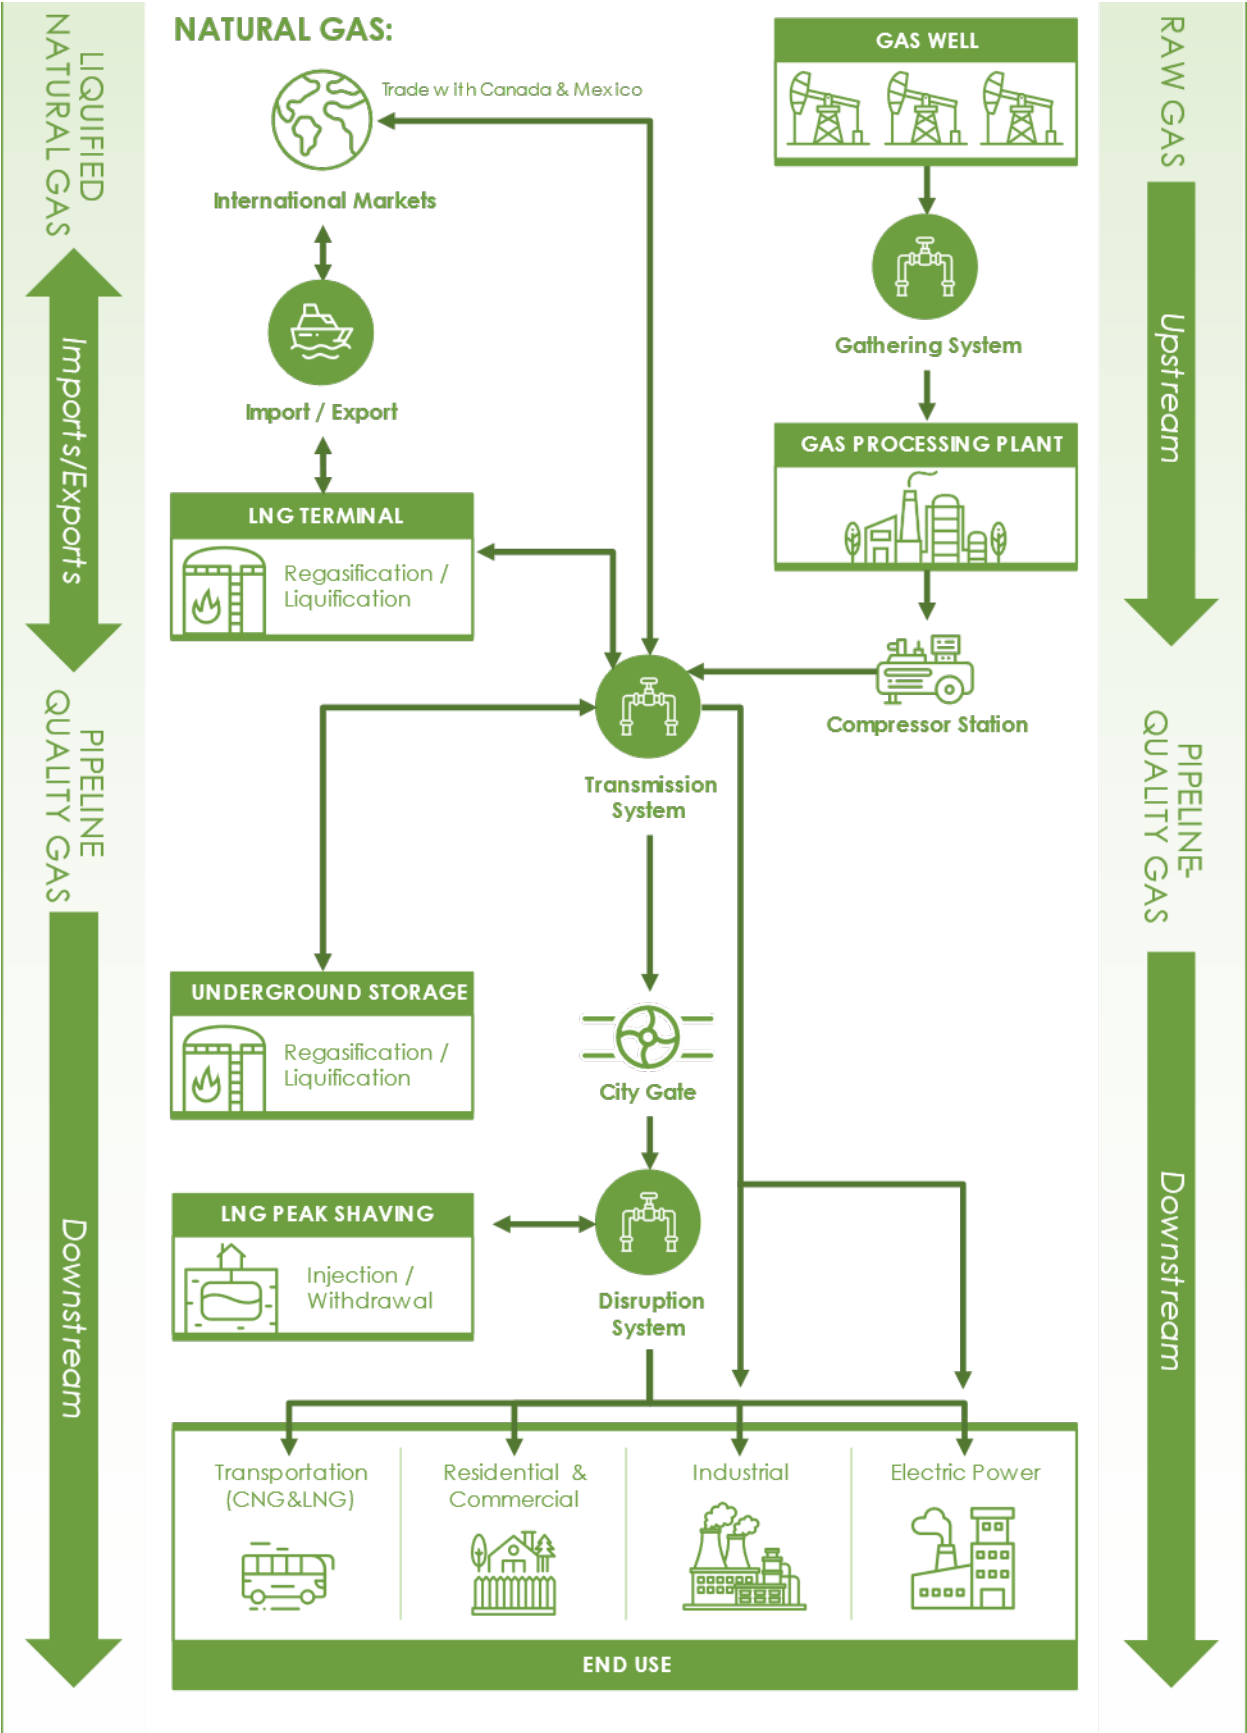 NATURAL GAS:
LIQUIFIED
NATURAL GAS
Imports/Exports
PIPELINE
QUALITY GAS
Downstream
Trade with Canada & Mexico
International Markets
Import / Export
LNG TERMINAL
Regasification /
Liquification
GAS WELL
Gathering System
GAS PROCESSING PLANT
Compressor Station
Transmission
System
UNDERGROUND STORAGE
Regasification /
Liquification
City Gate
LNG PEAK SHAVING
Injection /
Withdrawal
Disruption
System
Transportation
(CNG&LNG)
Residential &
Commercial
Industrial
Electric Power
END USE
RAW GAS
Upstream
PIPELINE-
QUALITY GAS
Downstream